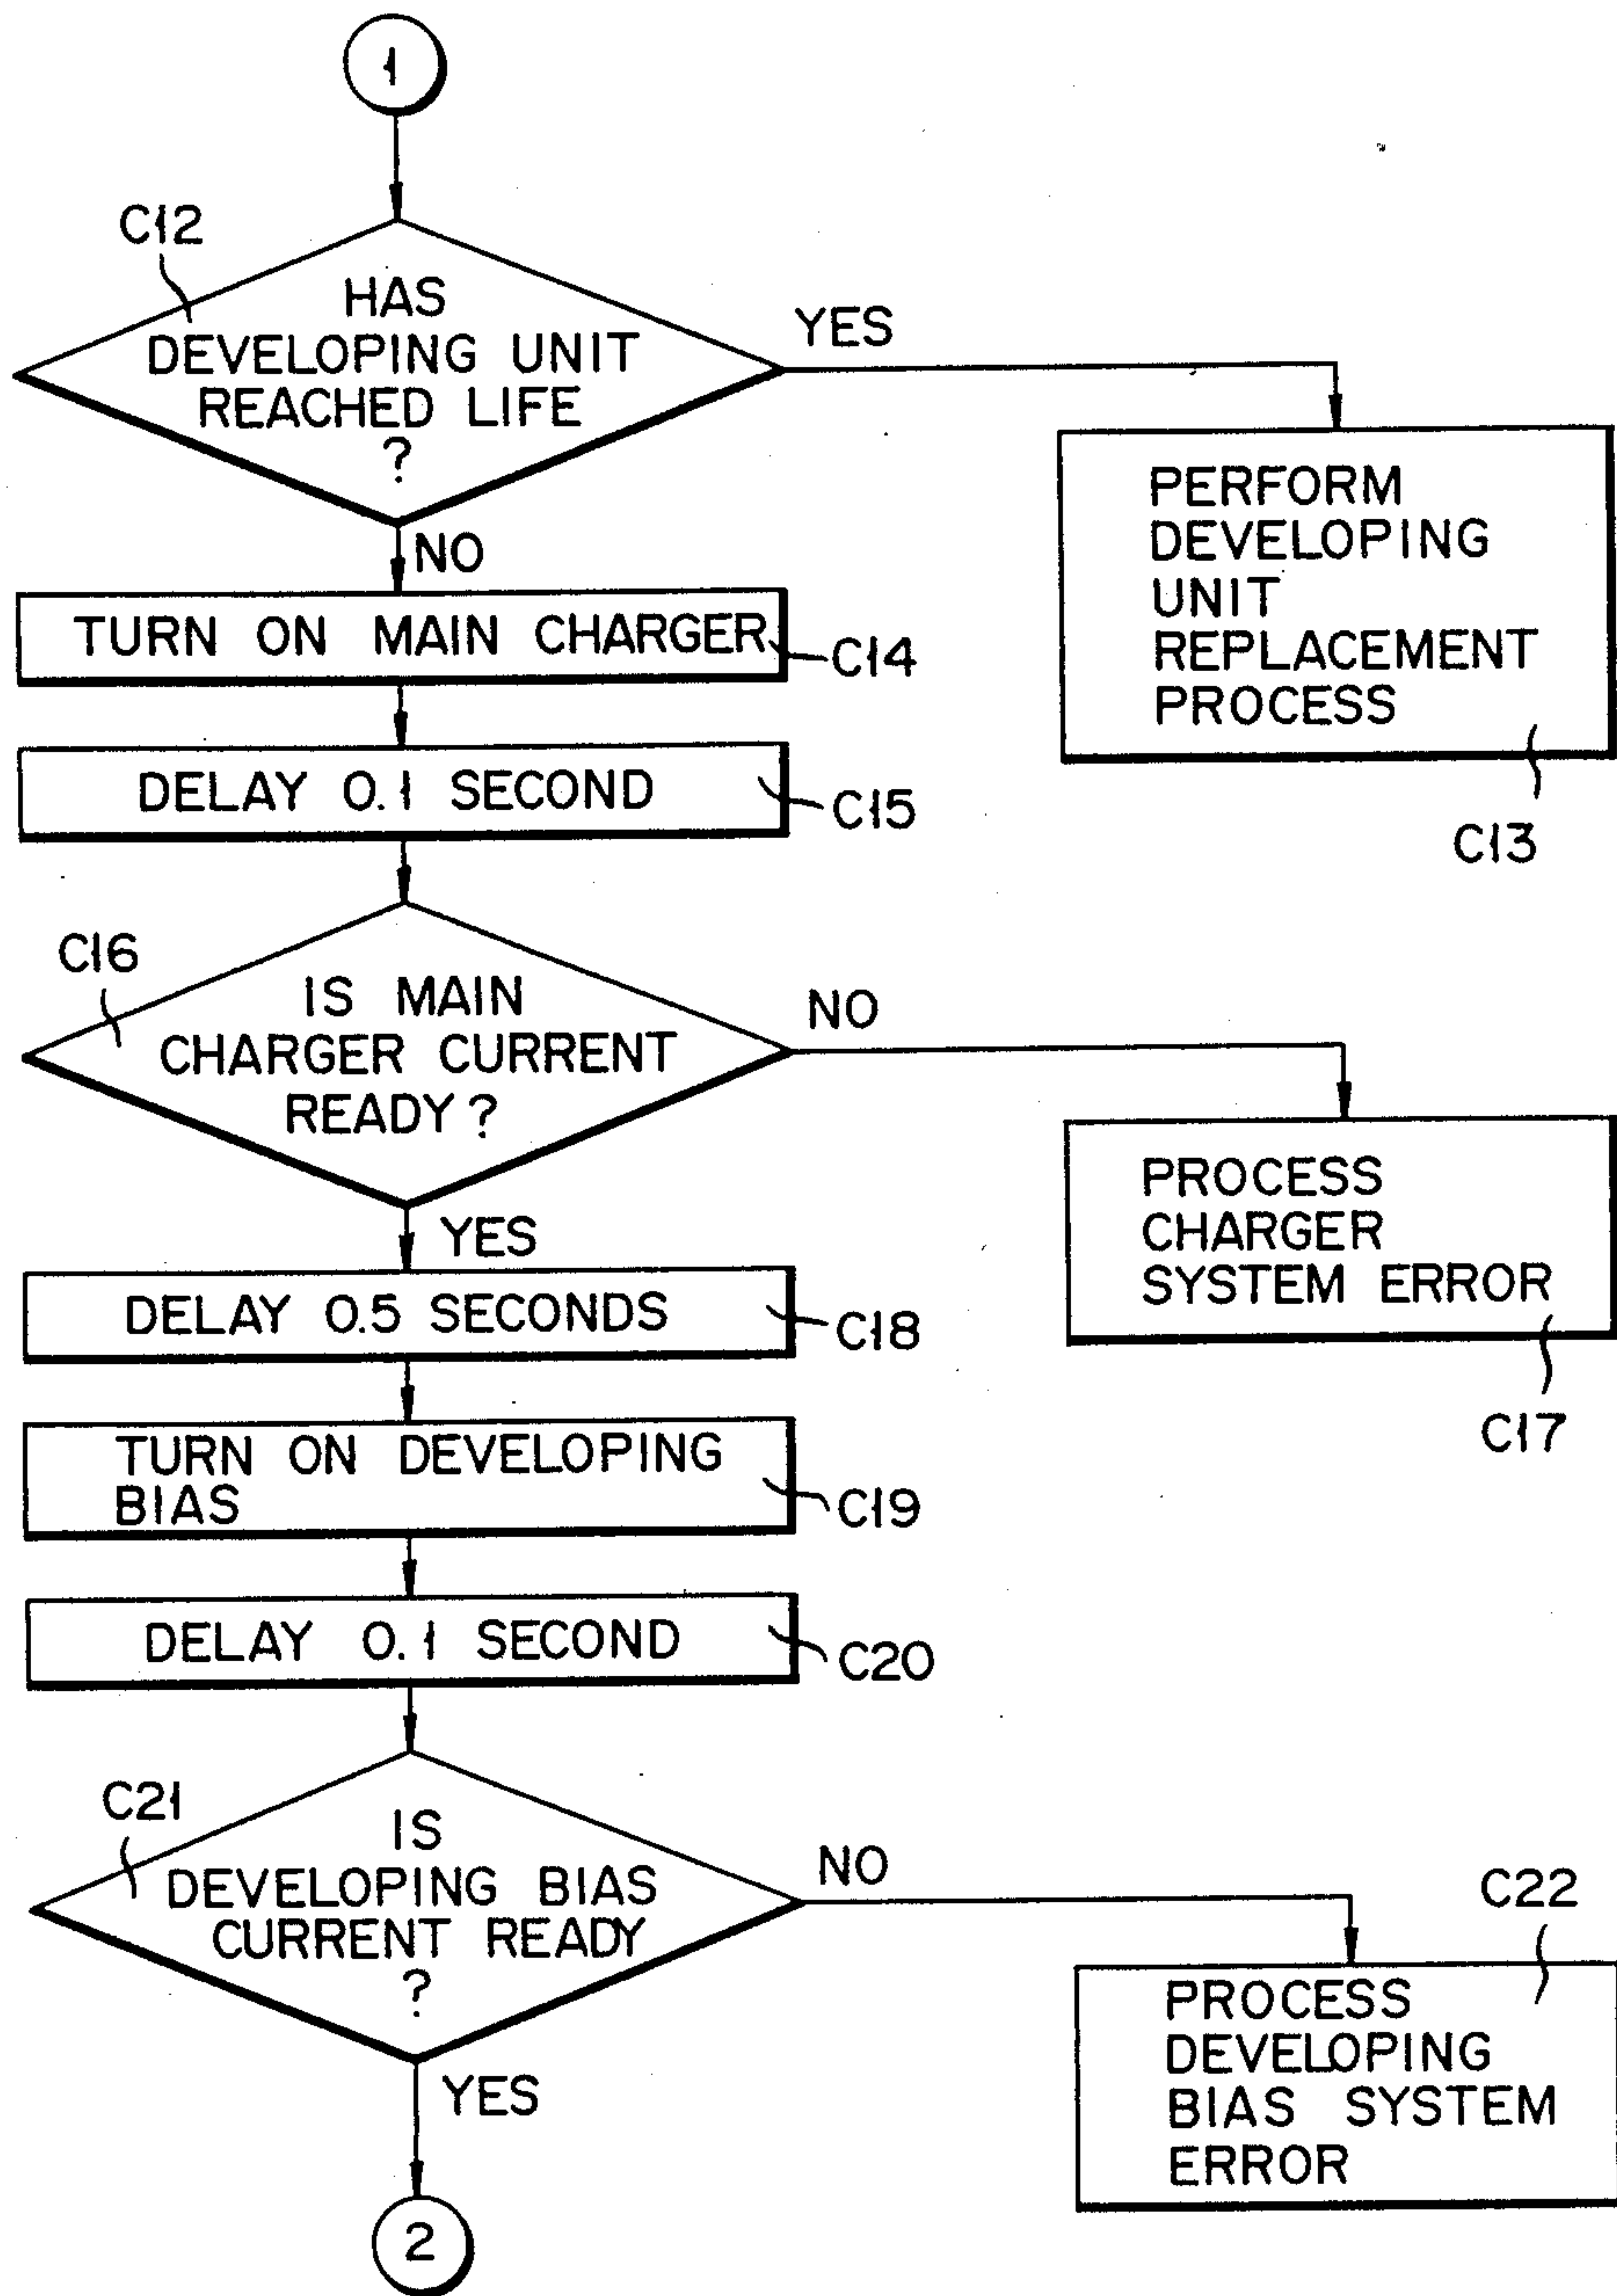 1
C12
HAS
DEVELOPING UNIT
REACHED LIFE
?
YES
PERFORM
DEVELOPING
UNIT
REPLACEMENT
PROCESS
C13
NO
TURN ON MAIN CHARGER
C14
DELAY 0.1 SECOND
C15
C16
IS MAIN
CHARGER CURRENT
READY?
NO
PROCESS
CHARGER
SYSTEM ERROR
C17
YES
DELAY 0.5 SECONDS
C18
TURN ON DEVELOPING
BIAS
C19
DELAY 0.1 SECOND
C20
C21
IS
DEVELOPING BIAS
CURRENT READY
?
NO
C22
PROCESS
DEVELOPING
BIAS SYSTEM
ERROR
YES
2